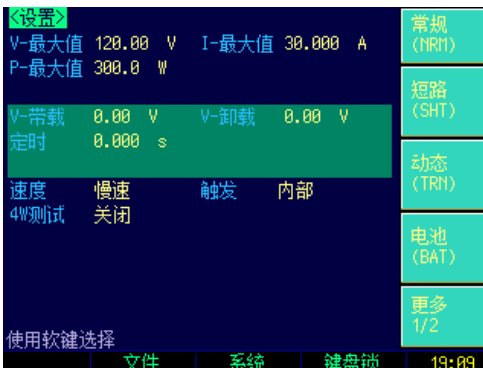 <设置>
V-最大值 120.00 V I-最大值 30.000 A
P-最大值 300.0 W
V-带载 0.00 V V-卸载 0.00 V
定时 0.000 s
速度 慢速 触发 内部
4W测试 关闭
使用软键选择
常规
(NRM)
短路
(SHT)
动态
(TRN)
电池
(BAT)
更多
1/2
文件 系统 键盘锁 19:09